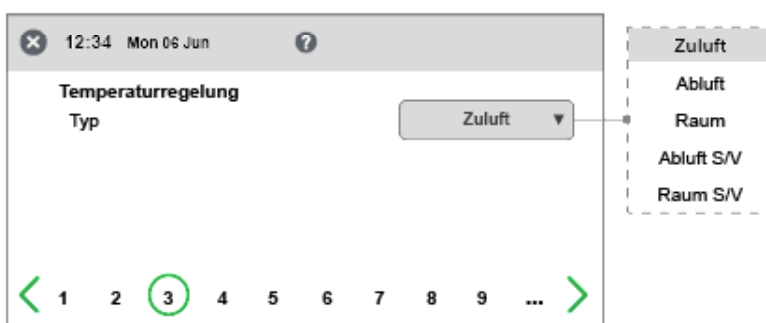 12:34 Mon 06 Jun ?
Temperaturregelung
Typ
Zuluft
1 2 3 4 5 6 7 8 9 ...
Zuluft
Abluft
Raum
Abluft S/V
Raum S/V